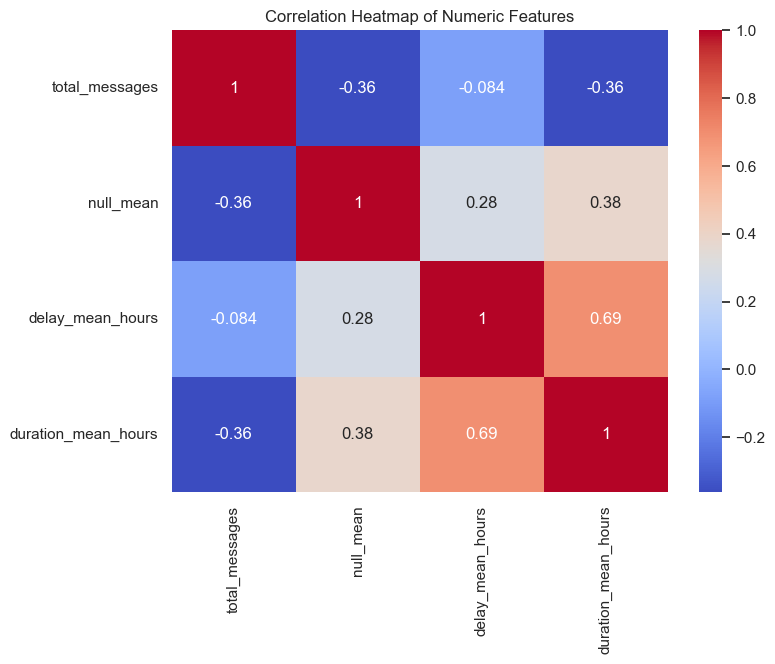 Correlation Heatmap of Numeric Features
total_messages 1 -0.36 -0.084 -0.36
null_mean -0.36 1 0.28 0.38
delay_mean_hours -0.084 0.28 1 0.69
duration_mean_hours -0.36 0.38 0.69 1
total_messages
null_mean
delay_mean_hours
duration_mean_hours
1.0
0.8
0.6
0.4
0.2
0.0
−0.2